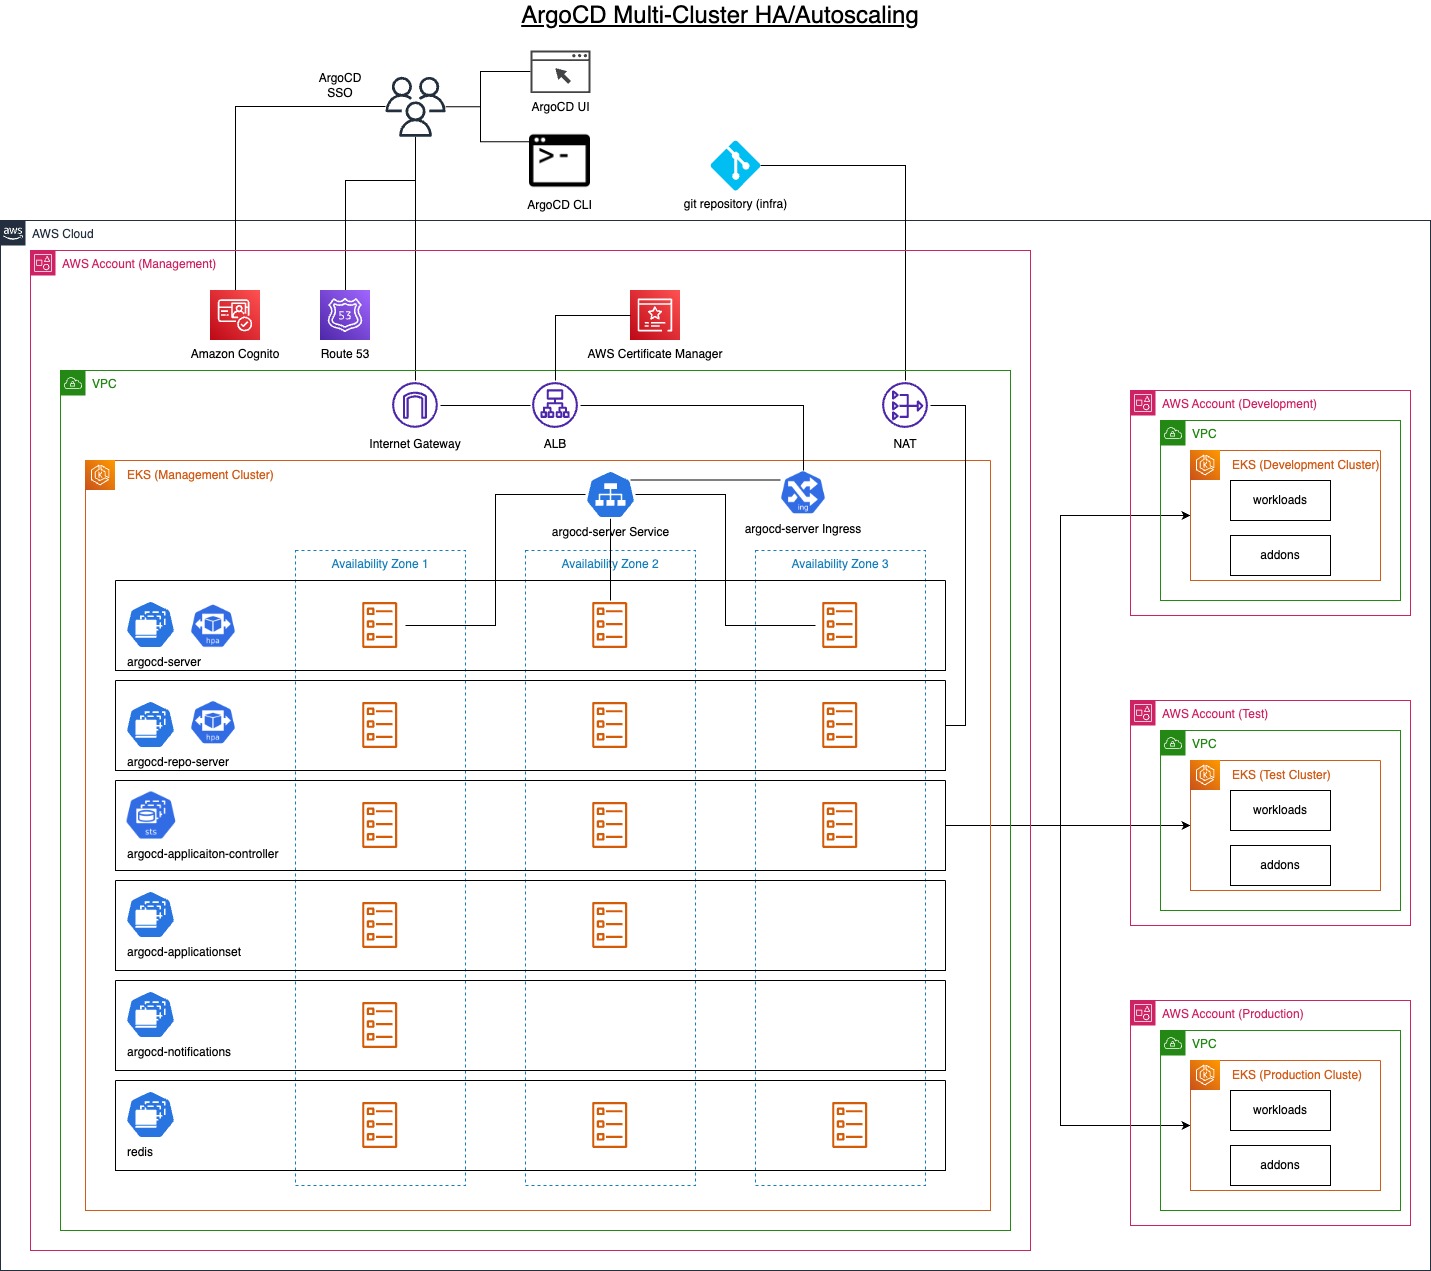 ArgoCD Multi-Cluster HA/Autoscaling
ArgoCD
SSO
ArgoCD UI
>-
ArgoCD CLI
git repository (infra)
aws
AWS Cloud
AWS Account (Management)
53
Amazon Cognito
Route 53
AWS Certificate Manager
VPC
Internet Gateway
ALB
NAT
EKS (Management Cluster)
ing
argocd-server Service
argocd-server Ingress
Availability Zone 1
Availability Zone 2
Availability Zone 3
hpa
argocd-server
hpa
argocd-repo-server
sts
argocd-applicaiton-controller
argocd-applicationset
argocd-notifications
redis
AWS Account (Development)
VPC
EKS (Development Cluster)
workloads
addons
AWS Account (Test)
VPC
EKS (Test Cluster)
workloads
addons
AWS Account (Production)
VPC
EKS (Production Cluste)
workloads
addons